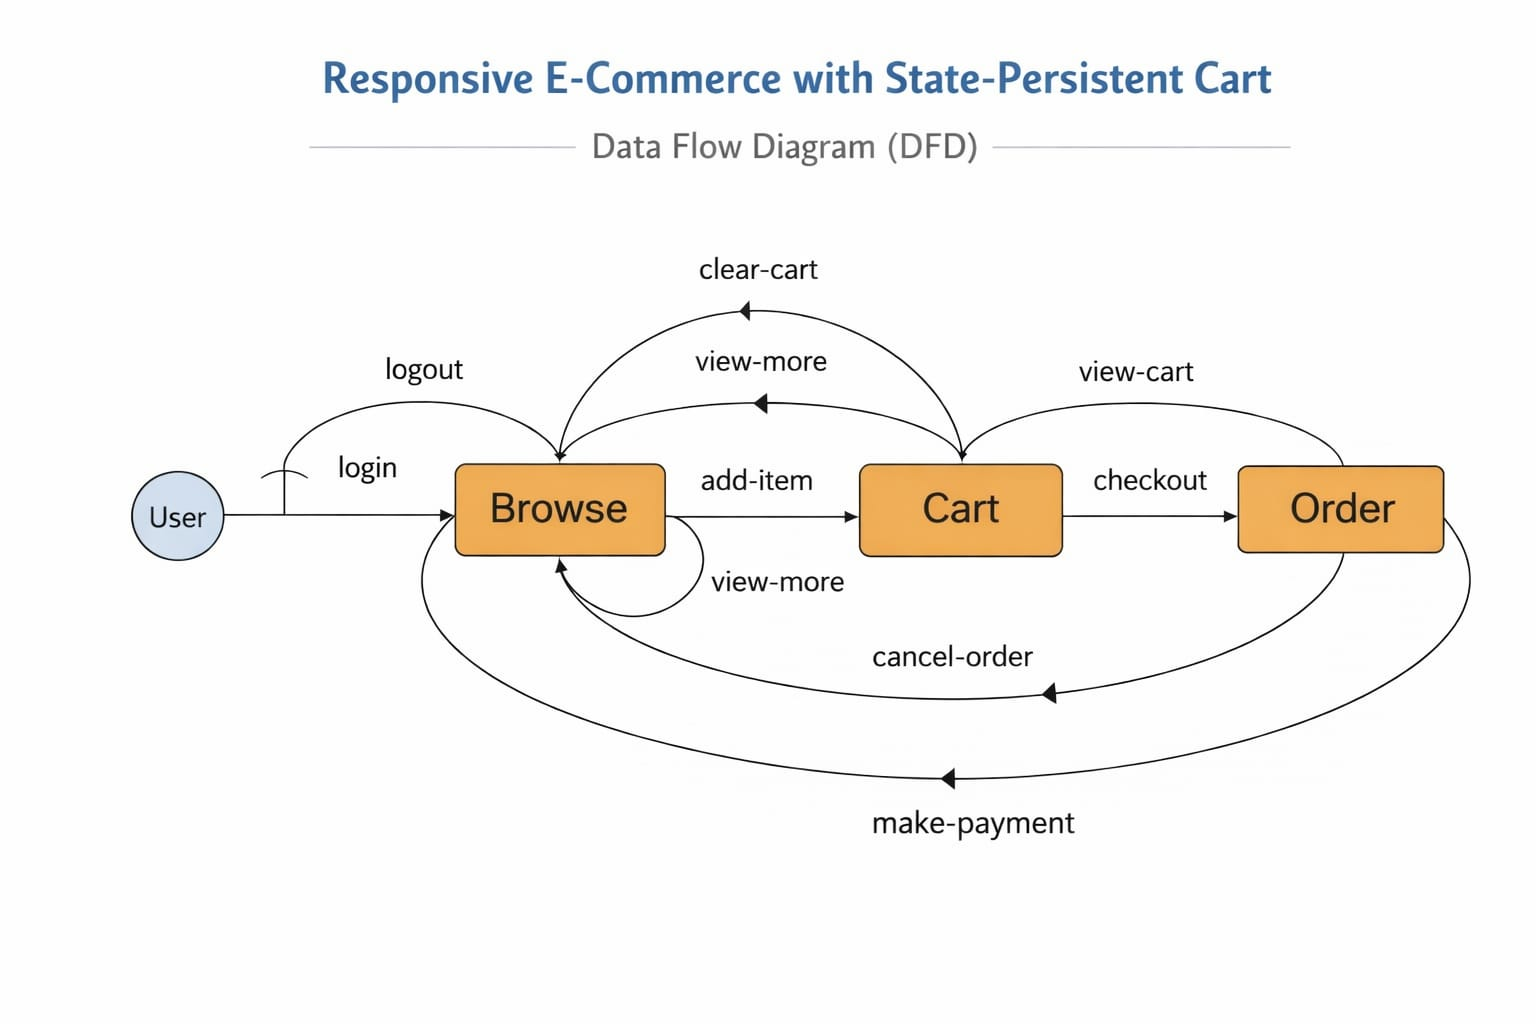 Responsive E-Commerce with State-Persistent Cart
Data Flow Diagram (DFD)
clear-cart
view-more
logout
view-cart
login
add-item
checkout
User
Browse
Cart
Order
view-more
cancel-order
make-payment